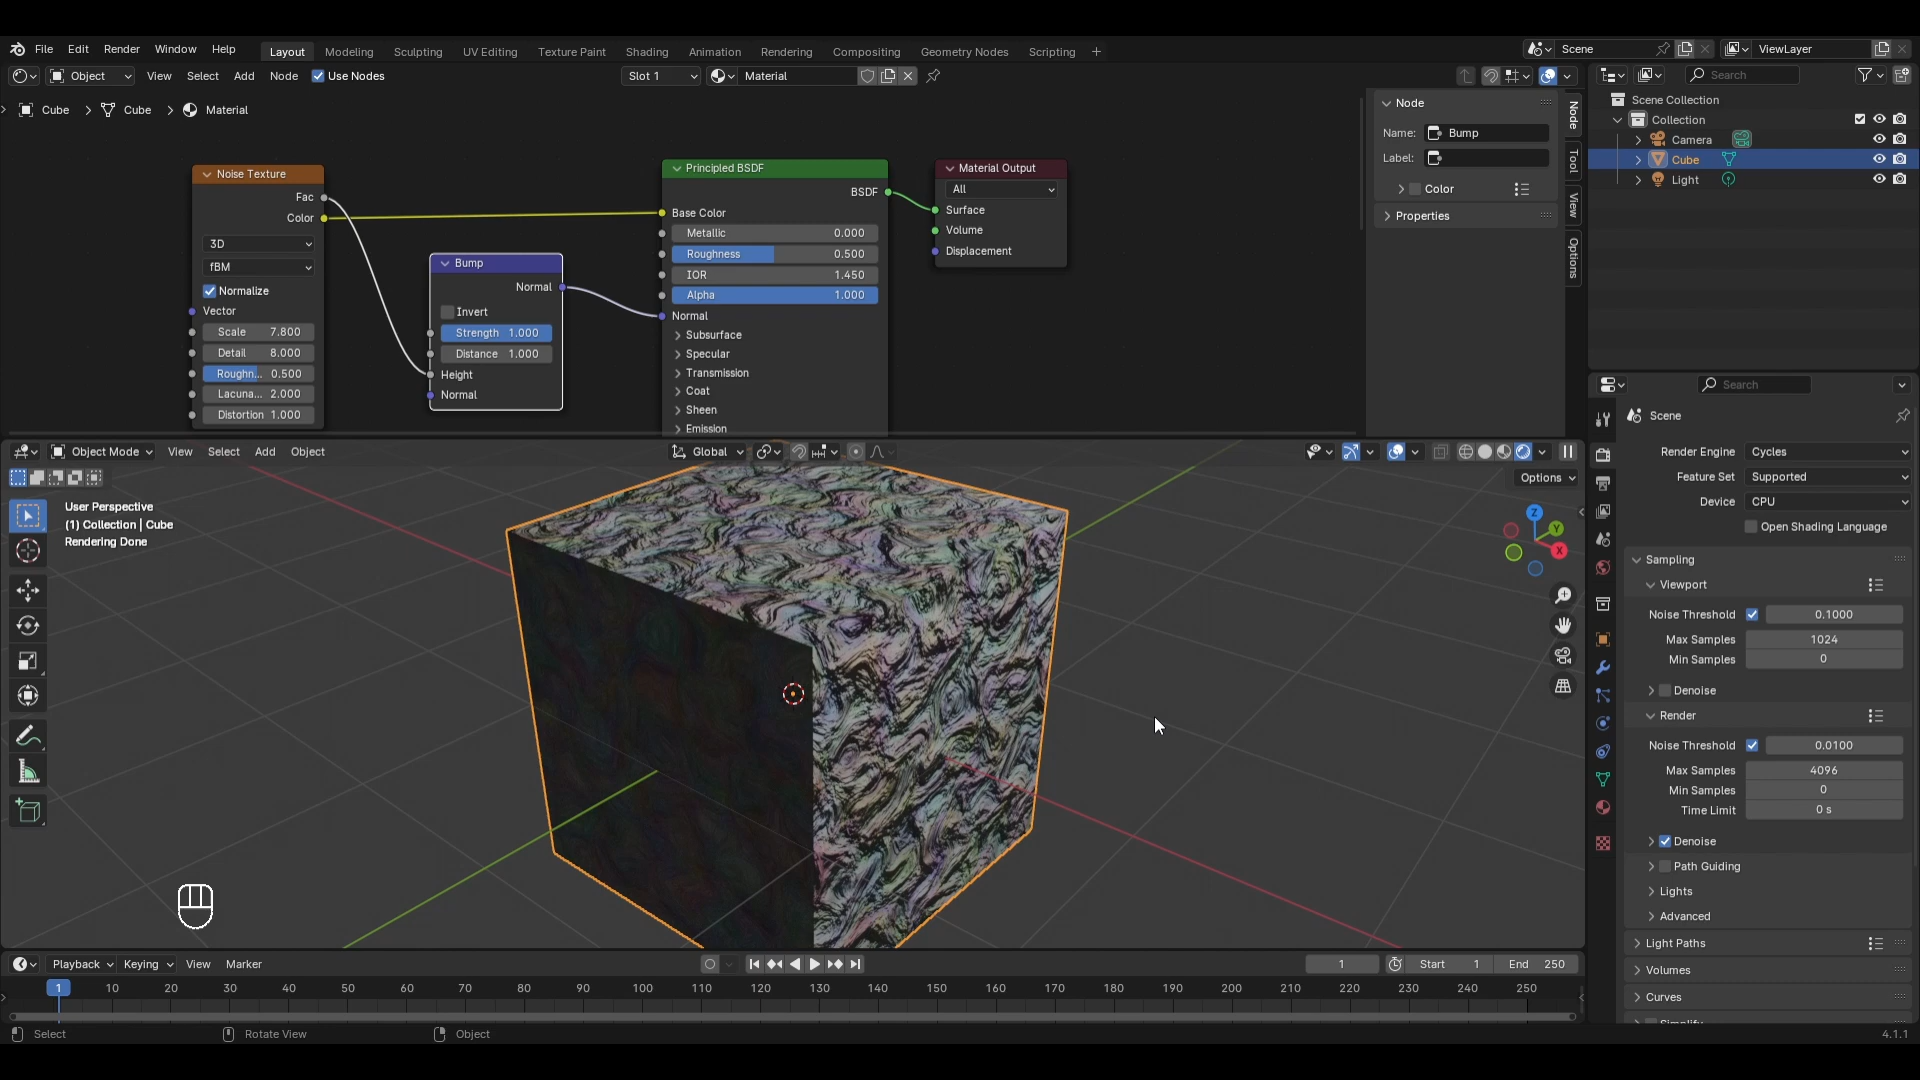 File Edit Render Window Help Layout Modeling Sculpting UV Editing Texture Paint Shading Animation Rendering Compositing Geometry Nodes Scripting + Scene ViewLayer
Object View Select Add Node Use Nodes Slot 1 Material Search
Cube > Cube > Material
Node
Name: Bump
Label:
Color
Properties
Node
Tool
View
Options
Scene Collection
Collection
Camera
Cube
Light
Noise Texture
Fac
Color
3D
fBM
Normalize
Vector
Scale 7.800
Detail 8.000
Roughn... 0.500
Lacuna... 2.000
Distortion 1.000
Bump
Normal
Invert
Strength 1.000
Distance 1.000
Height
Normal
Principled BSDF
BSDF
Base Color
Metallic 0.000
Roughness 0.500
IOR 1.450
Alpha 1.000
Normal
Subsurface
Specular
Transmission
Coat
Sheen
Emission
Material Output
All
Surface
Volume
Displacement
Object Mode View Select Add Object Global
Options
User Perspective
(1) Collection | Cube
Rendering Done
Z
Y
X
Search
Scene
Render Engine Cycles
Feature Set Supported
Device CPU
Open Shading Language
Sampling
Viewport
Noise Threshold 0.1000
Max Samples 1024
Min Samples 0
Denoise
Render
Noise Threshold 0.0100
Max Samples 4096
Min Samples 0
Time Limit 0 s
Denoise
Path Guiding
Lights
Advanced
Light Paths
Volumes
Curves
Playback Keying View Marker 1 Start 1 End 250
1 10 20 30 40 50 60 70 80 90 100 110 120 130 140 150 160 170 180 190 200 210 220 230 240 250
Select Rotate View Object 4.1.1